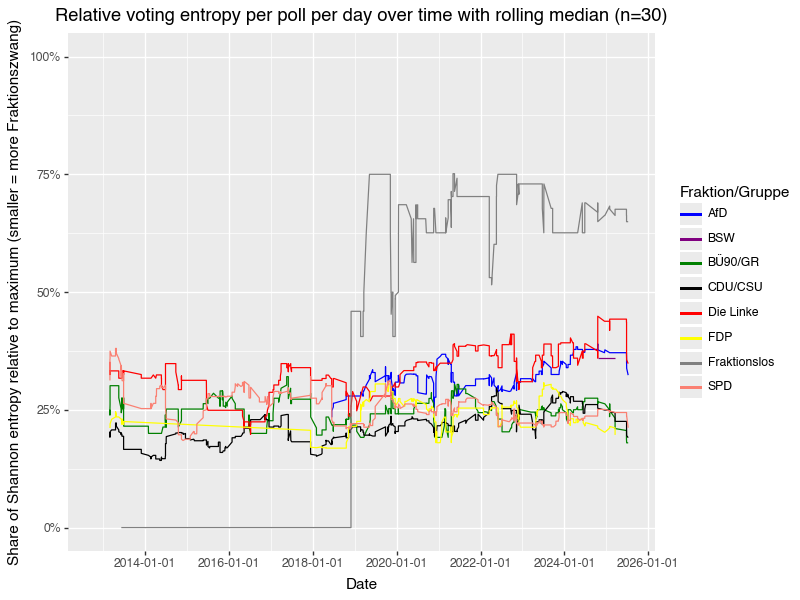 Relative voting entropy per poll per day over time with rolling median (n=30)
Share of Shannon entropy relative to maximum (smaller = more Fraktionszwang)
100%
75%
50%
25%
0%
2014-01-01 2016-01-01 2018-01-01 2020-01-01 2022-01-01 2024-01-01 2026-01-01
Date
Fraktion/Gruppe
AfD
BSW
BÜ90/GR
CDU/CSU
Die Linke
FDP
Fraktionslos
SPD